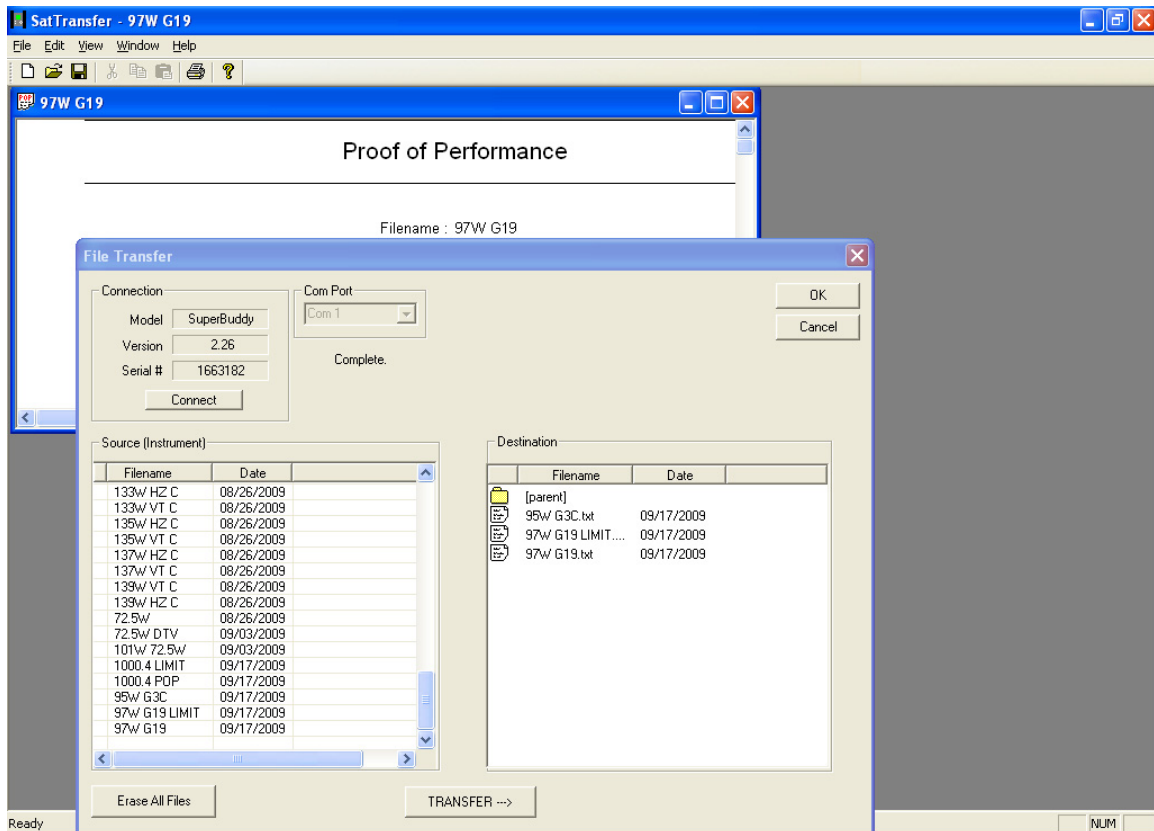 SatTransfer - 97W G19
File Edit View Window Help
97W G19
Proof of Performance
Filename : 97W G19
File Transfer
Connection
Model SuperBuddy
Version 2.26
Serial # 1663182
Connect
Com Port
Com 1
Complete.
OK
Cancel
Source (Instrument)
Filename Date
133W HZ C 08/26/2009
133W VT C 08/26/2009
135W HZ C 08/26/2009
135W VT C 08/26/2009
137W HZ C 08/26/2009
137W VT C 08/26/2009
139W VT C 08/26/2009
139W HZ C 08/26/2009
72.5W 08/26/2009
72.5W DTV 09/03/2009
101W 72.5W 09/03/2009
1000.4 LIMIT 09/17/2009
1000.4 POP 09/17/2009
95W G3C 09/17/2009
97W G19 LIMIT 09/17/2009
97W G19 09/17/2009
Destination
Filename Date
[parent]
95W G3C.txt 09/17/2009
97W G19 LIMIT.... 09/17/2009
97W G19.txt 09/17/2009
Erase All Files
TRANSFER --->
Ready
NUM